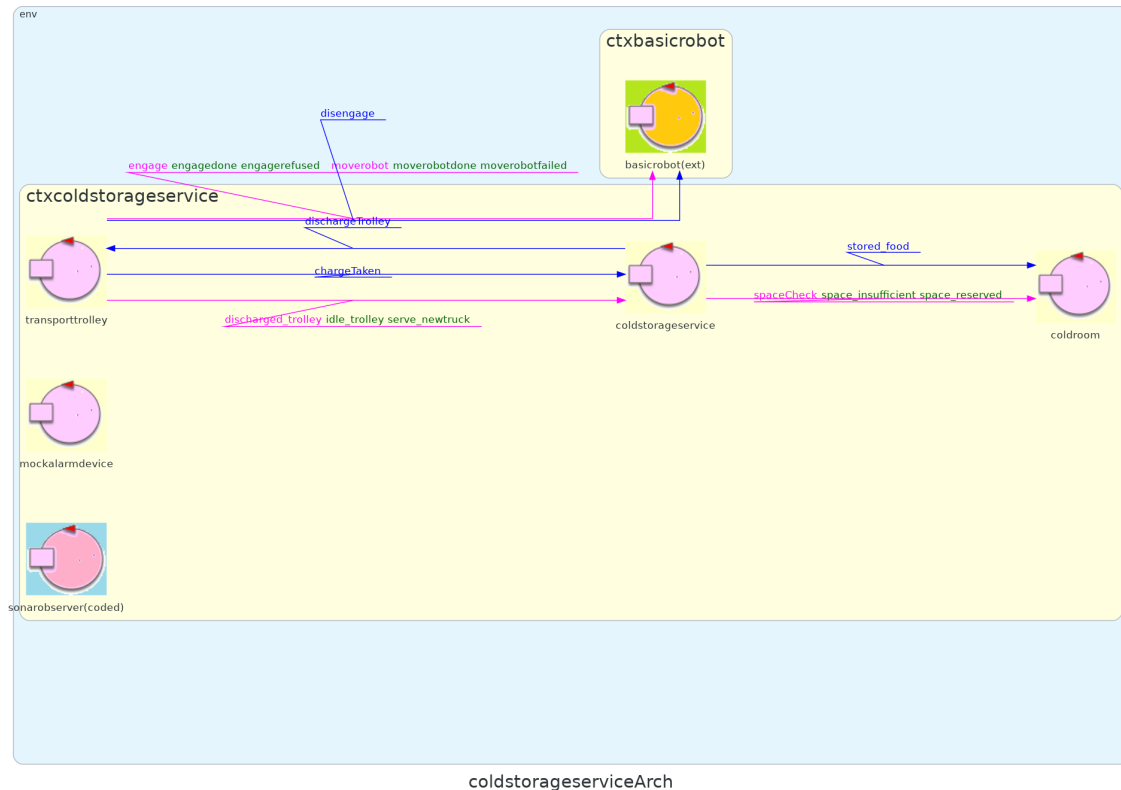 env
ctxbasicrobot
disengage
engage engagedone engagerefused moverobot moverobotdone moverobotfailed
basicrobot(ext)
ctxcoldstorageservice
dischargeTrolley
stored_food
chargeTaken
spaceCheck space_insufficient space_reserved
discharged_trolley idle_trolley serve_newtruck
transporttrolley
coldstorageservice
coldroom
mockalarmdevice
sonarobserver(coded)
coldstorageserviceArch